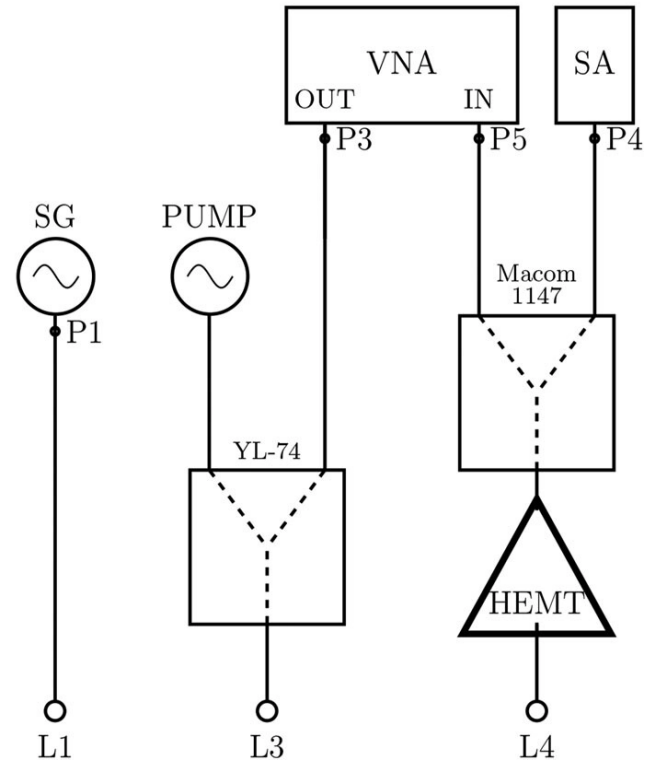 VNA
SA
OUT
IN
P3
P5
P4
SG
PUMP
Macom
1147
P1
YL-74
HEMT
L1
L3
L4